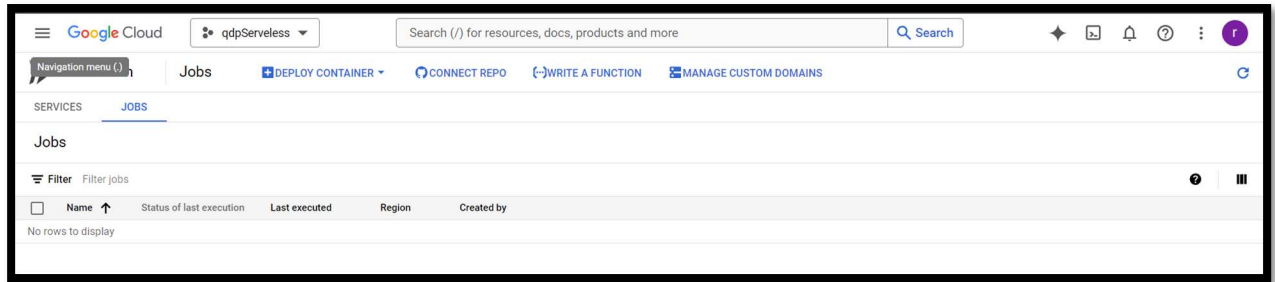 Google Cloud qdpServeless Search (/) for resources, docs, products and more Search r
Navigation menu (.) Jobs DEPLOY CONTAINER CONNECT REPO WRITE A FUNCTION MANAGE CUSTOM DOMAINS
SERVICES JOBS
Jobs
Filter Filter jobs
Name Status of last execution Last executed Region Created by
No rows to display